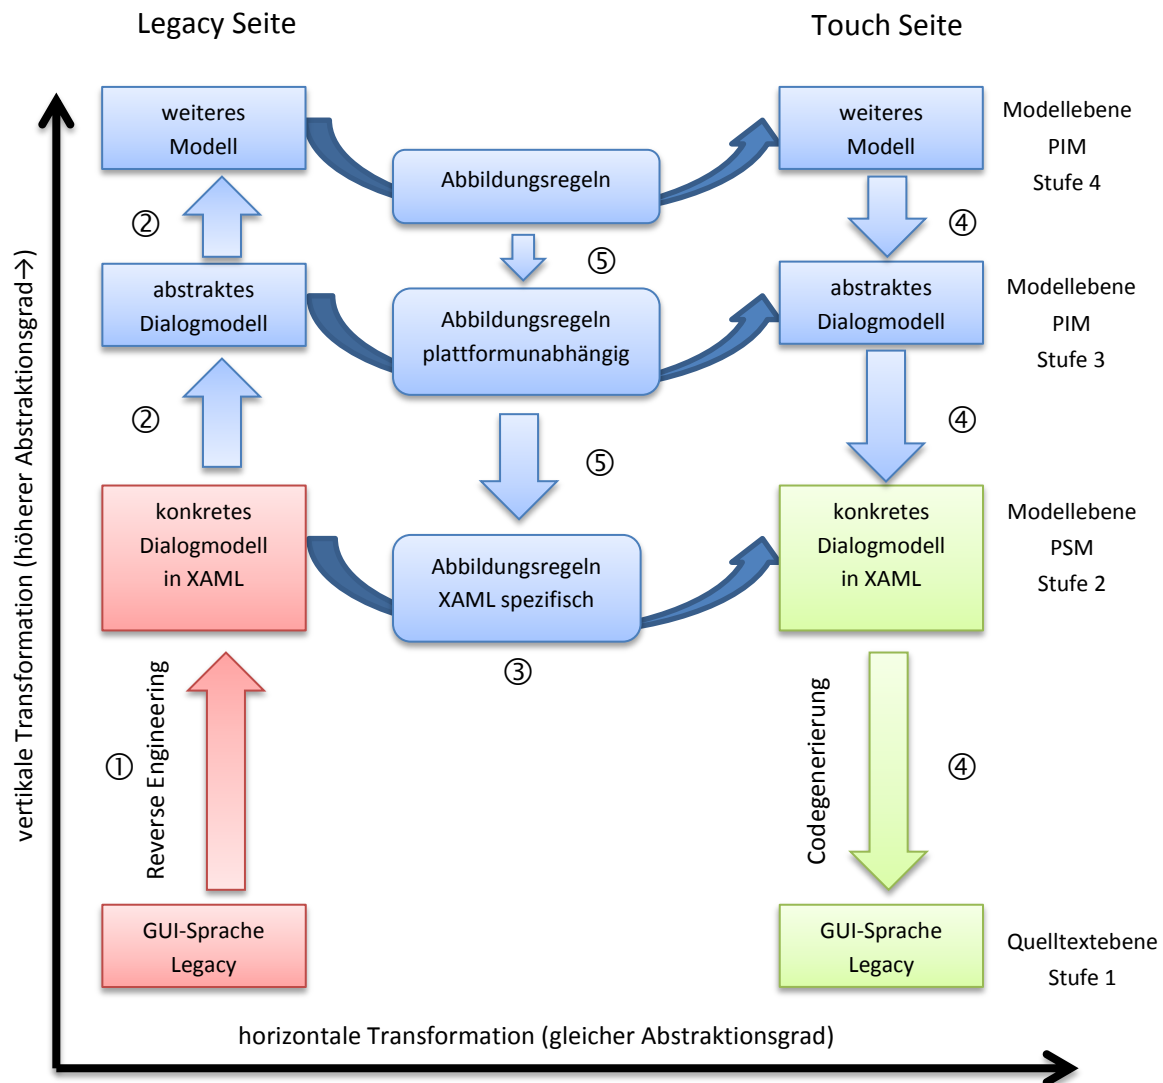 Legacy Seite
Touch Seite
weiteres
Modell
Abbildungsregeln
weiteres
Modell
Modellebene
PIM
Stufe 4
②
⑤
④
abstraktes
Dialogmodell
Abbildungsregeln
plattformunabhängig
abstraktes
Dialogmodell
Modellebene
PIM
Stufe 3
②
⑤
④
konkretes
Dialogmodell
in XAML
Abbildungsregeln
XAML spezifisch
konkretes
Dialogmodell
in XAML
Modellebene
PSM
Stufe 2
③
①
Reverse Engineering
Codegenerierung
④
GUI-Sprache
Legacy
GUI-Sprache
Legacy
Quelltextebene
Stufe 1
vertikale Transformation (höherer Abstraktionsgrad→)
horizontale Transformation (gleicher Abstraktionsgrad)